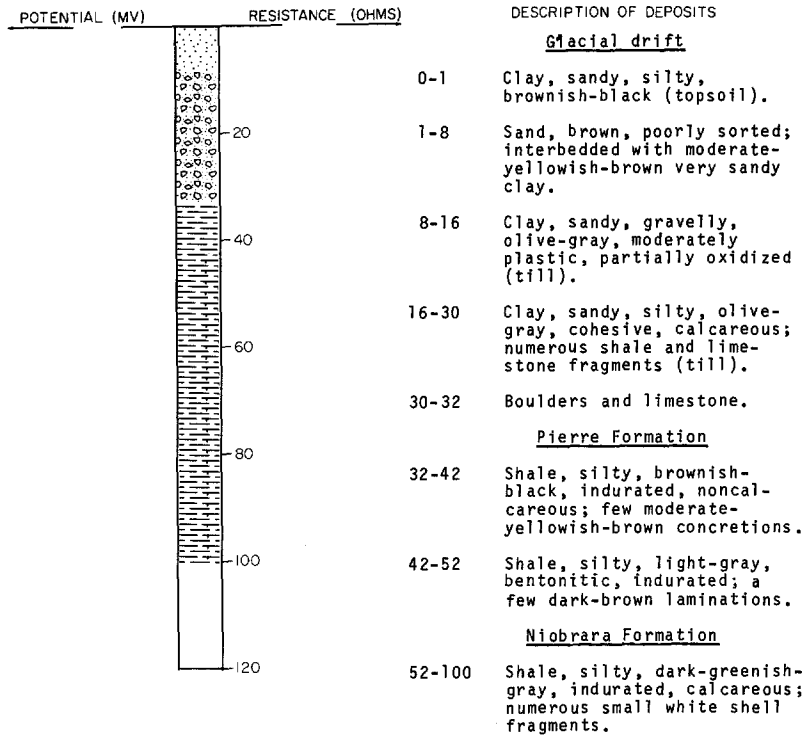 POTENTIAL (MV)
RESISTANCE (OHMS)
DESCRIPTION OF DEPOSITS
Glacial drift
0-1 Clay, sandy, silty,
brownish-black (topsoil).
1-8 Sand, brown, poorly sorted;
interbedded with moderate-
yellowish-brown very sandy
clay.
8-16 Clay, sandy, gravelly,
olive-gray, moderately
plastic, partially oxidized
(till).
16-30 Clay, sandy, silty, olive-
gray, cohesive, calcareous;
numerous shale and lime-
stone fragments (till).
30-32 Boulders and limestone.
Pierre Formation
32-42 Shale, silty, brownish-
black, indurated, noncal-
careous; few moderate-
yellowish-brown concretions.
42-52 Shale, silty, light-gray,
bentonitic, indurated; a
few dark-brown laminations.
Niobrara Formation
52-100 Shale, silty, dark-greenish-
gray, indurated, calcareous;
numerous small white shell
fragments.
20
40
60
80
100
120